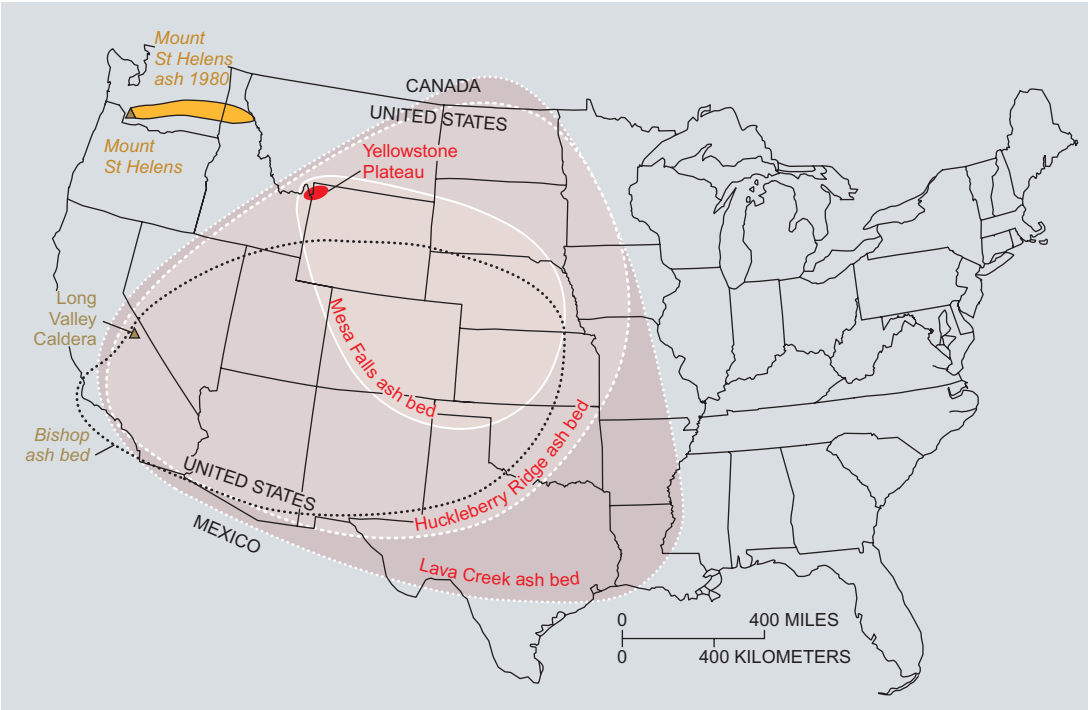 Mount
St Helens
ash 1980
CANADA
UNITED STATES
Mount
St Helens
Yellowstone
Plateau
Long
Valley
Caldera
Mesa Falls ash bed
Bishop
ash bed
UNITED STATES
Huckleberry Ridge ash bed
MEXICO
Lava Creek ash bed
0 400 MILES
0 400 KILOMETERS